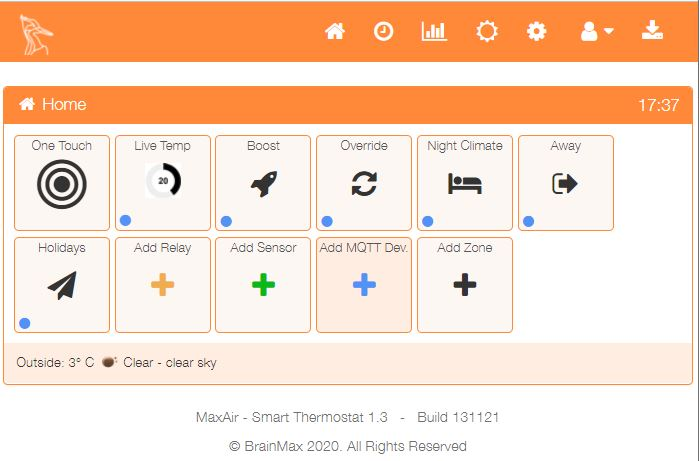 Home 17:37
One Touch Live Temp Boost Override Night Climate Away
20
Holidays Add Relay Add Sensor Add MQTT Dev. Add Zone
Outside: 3° C Clear - clear sky
MaxAir - Smart Thermostat 1.3 - Build 131121
© BrainMax 2020. All Rights Reserved